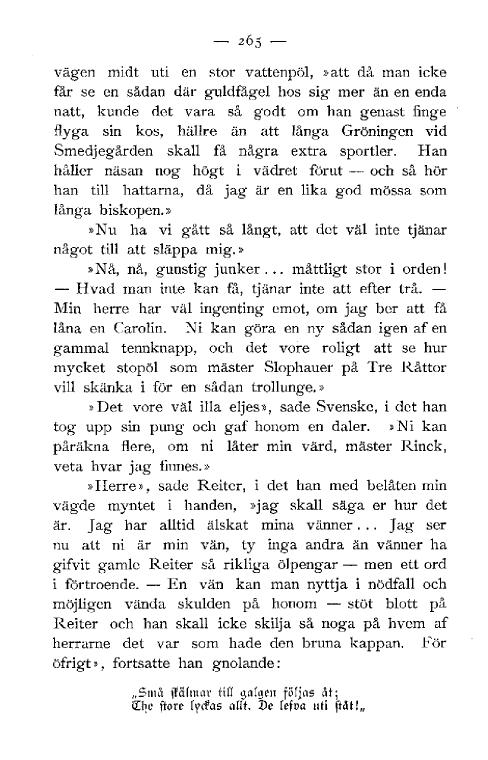 — 265 —
vägen midt uti en stor vattenpöl, »att då man icke
får se en sådan där guldfågel hos sig mer än en enda
natt, kunde det vara så godt om han genast finge
flyga sin kos, hällre än att långa Gröningen vid
Smedjegården skall få några extra sportler. Han
håller näsan nog högt i vädret förut — och så hör
han till hattarna, då jag är en lika god mössa som
långa biskopen.»
»Nu ha vi gått så långt, att det väl inte tjänar
något till att släppa mig.»
»Nå, nå, gunstig junker... måttligt stor i orden!
— Hvad man inte kan få, tjänar inte att efter trå. —
Min herre har väl ingenting emot, om jag ber att få
låna en Carolin. Ni kan göra en ny sådan igen af en
gammal tennknapp, och det vore roligt att se hur
mycket stopöl som mäster Slophauer på Tre Råttor
vill skänka i för en sådan trollunge.»
»Det vore väl illa eljes», sade Svenske, i det han
tog upp sin pung och gaf honom en daler. »Ni kan
påräkna flere, om ni låter min värd, mäster Rinck,
veta hvar jag finnes.»
»Herre», sade Reiter, i det han med belåten min
vägde myntet i handen, »jag skall säga er hur det
är. Jag har alltid älskat mina vänner... Jag ser
nu att ni är min vän, ty inga andra än vänner ha
gifvit gamle Reiter så rikliga ölpengar — men ett ord
i förtroende. — En vän kan man nyttja i nödfall och
möjligen vända skulden på honom — stöt blott på
Reiter och han skall icke skilja så noga på hvem af
herrarne det var som hade den bruna kappan. För
öfrigt», fortsatte han gnolande:
„Små skälmar till galgen följas åt;
The store lyckas allt. De lefva uti ståt!„